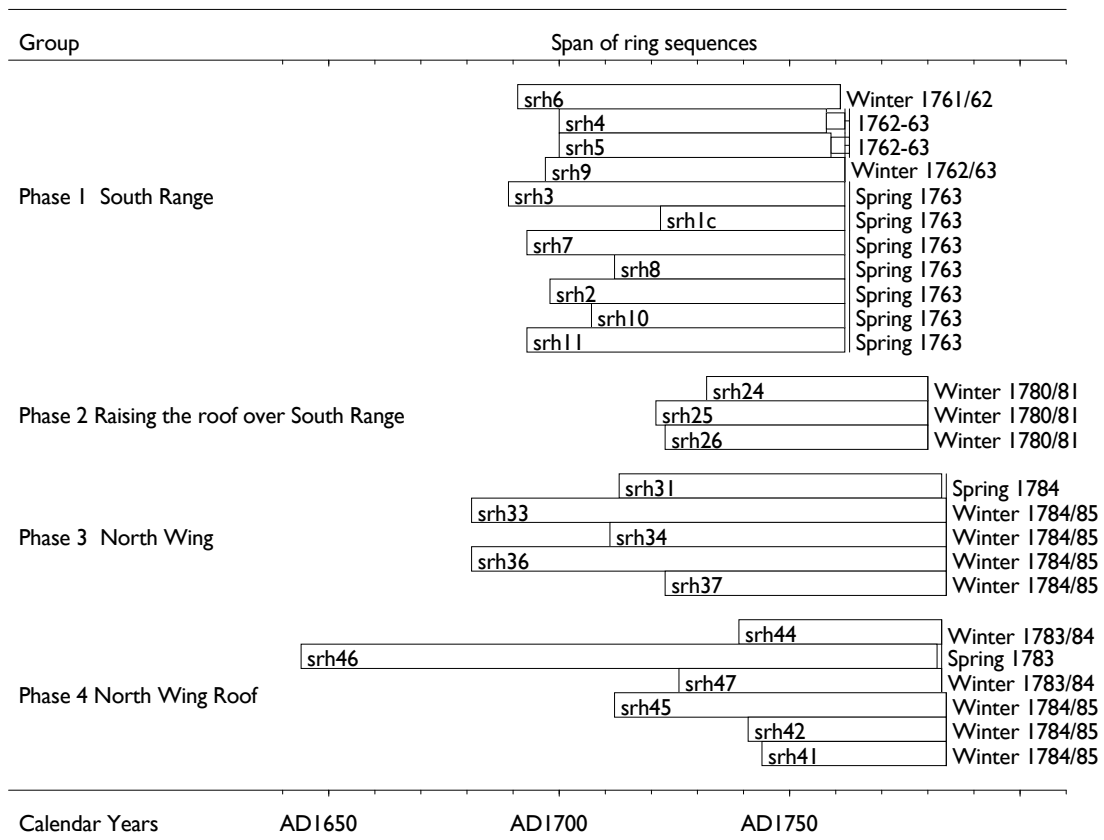 Group Span of ring sequences
srh6 Winter 1761/62
srh4 1762-63
srh5 1762-63
srh9 Winter 1762/63
Phase 1 South Range srh3 Spring 1763
srh1c Spring 1763
srh7 Spring 1763
srh8 Spring 1763
srh2 Spring 1763
srh10 Spring 1763
srh11 Spring 1763
srh24 Winter 1780/81
Phase 2 Raising the roof over South Range srh25 Winter 1780/81
srh26 Winter 1780/81
srh31 Spring 1784
srh33 Winter 1784/85
Phase 3 North Wing srh34 Winter 1784/85
srh36 Winter 1784/85
srh37 Winter 1784/85
srh44 Winter 1783/84
srh46 Spring 1783
Phase 4 North Wing Roof srh47 Winter 1783/84
srh45 Winter 1784/85
srh42 Winter 1784/85
srh41 Winter 1784/85
Calendar Years AD1650 AD1700 AD1750